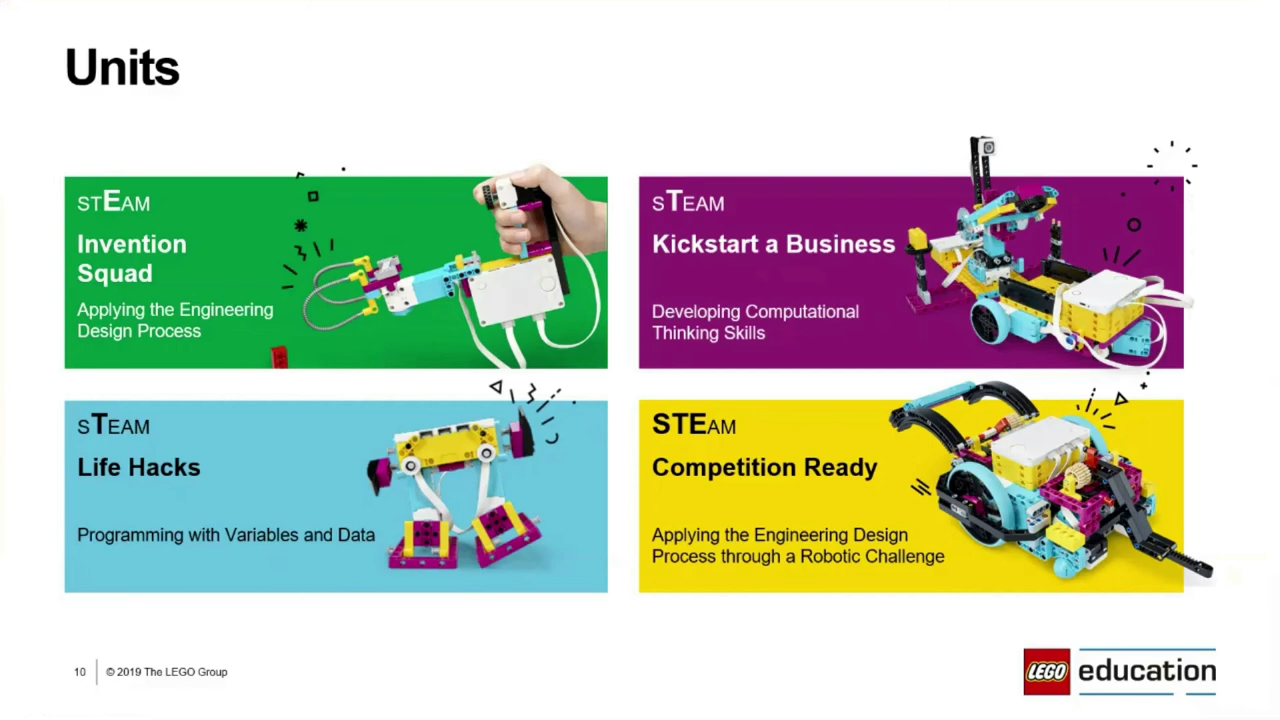 Units
STEAM
Invention
Squad
Applying the Engineering
Design Process
STEAM
Kickstart a Business
Developing Computational
Thinking Skills
STEAM
Life Hacks
Programming with Variables and Data
STEAM
Competition Ready
Applying the Engineering Design
Process through a Robotic Challenge
10
© 2019 The LEGO Group
LEGO education